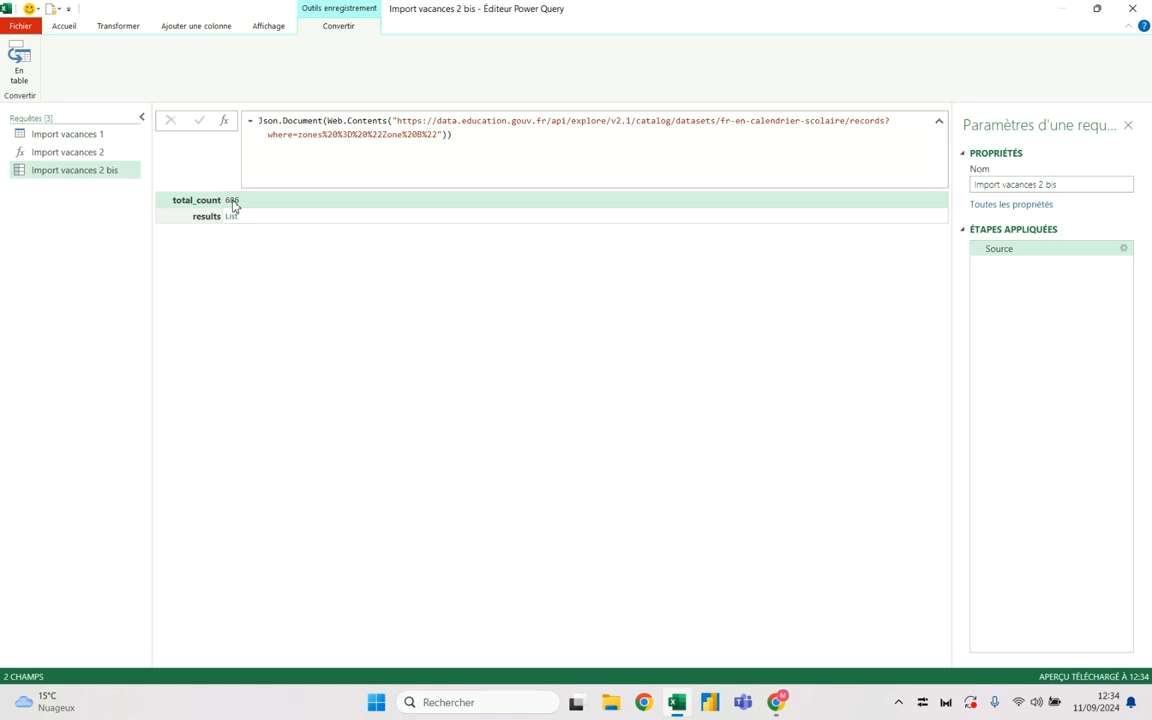 Outils enregistrement
Import vacances 2 bis - Éditeur Power Query
Fichier Accueil Transformer Ajouter une colonne Affichage Convertir
En
table
Convertir
Requêtes [3]
Import vacances 1
Import vacances 2
Import vacances 2 bis
= Json.Document(Web.Contents("https://data.education.gouv.fr/api/explore/v2.1/catalog/datasets/fr-en-calendrier-scolaire/records?
where=zones%20%3D%20%22Zone%20B%22"))
total_count 686
results List
Paramètres d'une requ...
PROPRIÉTÉS
Nom
Import vacances 2 bis
Toutes les propriétés
ÉTAPES APPLIQUÉES
Source
2 CHAMPS
APERÇU TÉLÉCHARGÉ À 12:34
15°C
Nuageux
Rechercher
12:34
11/09/2024